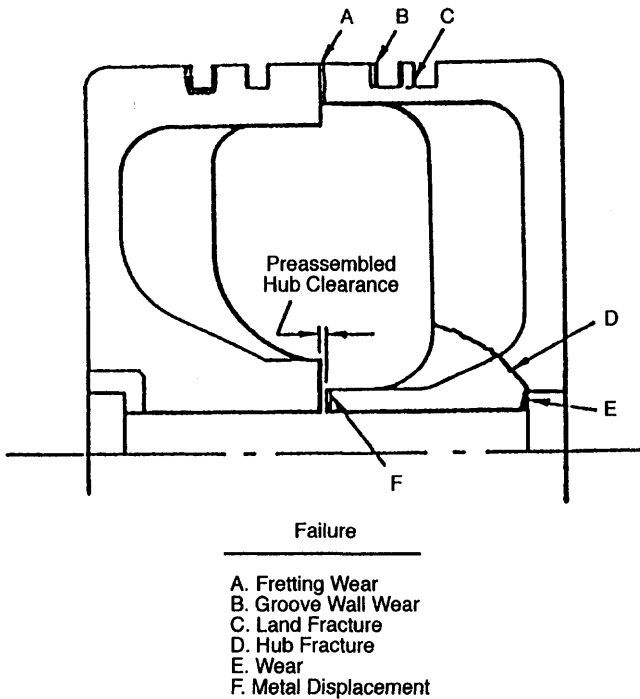 A
B
C
Preassembled
Hub Clearance
D
E
F
Failure
A. Fretting Wear
B. Groove Wall Wear
C. Land Fracture
D. Hub Fracture
E. Wear
F. Metal Displacement